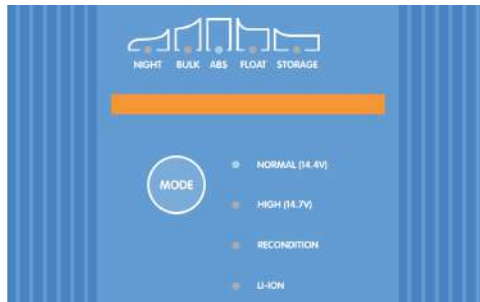 NIGHT BULK ABS FLOAT STORAGE
MODE
NORMAL (14.4V)
HIGH (14.7V)
RECONDITION
LI-ION